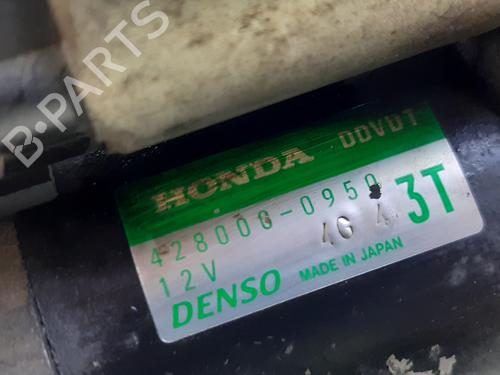 B-PARTS
HONDA DDVDT
428000-0950
12V 4G 4 3T
DENSO MADE IN JAPAN